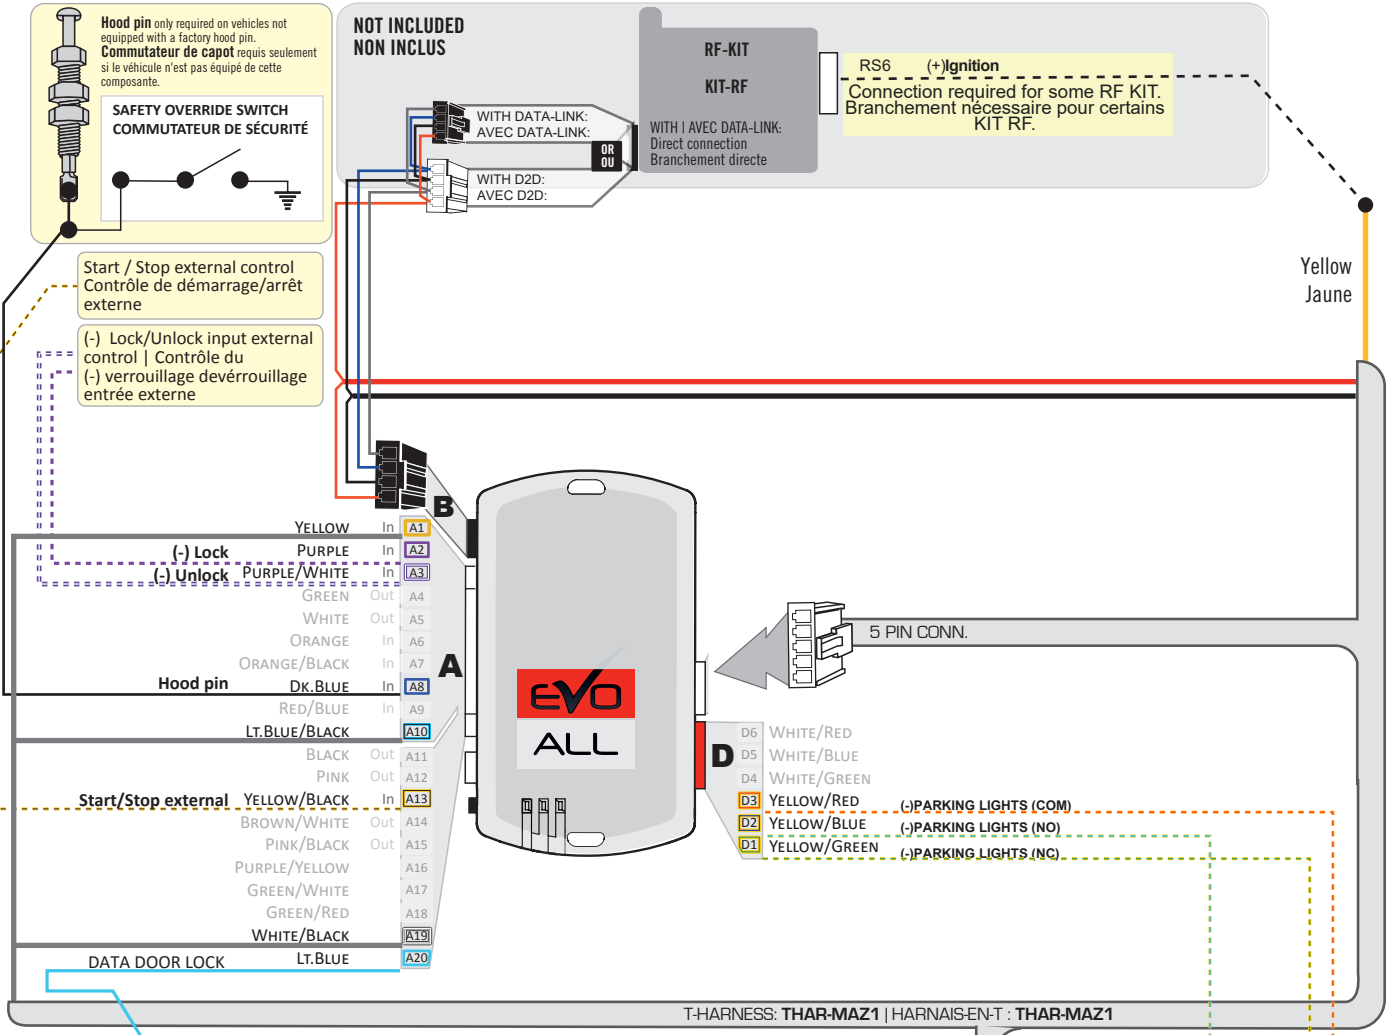 Hood pin only required on vehicles not
equipped with a factory hood pin.
Commutateur de capot requis seulement
si le véhicule n'est pas équipé de cette
composante.
SAFETY OVERRIDE SWITCH
COMMUTATEUR DE SÉCURITÉ
NOT INCLUDED
NON INCLUS
RF-KIT
KIT-RF
WITH | AVEC DATA-LINK:
Direct connection
Branchement directe
WITH DATA-LINK:
AVEC DATA-LINK:
OR
OU
WITH D2D:
AVEC D2D:
RS6 (+)Ignition
Connection required for some RF KIT.
Branchement nécessaire pour certains
KIT RF.
Yellow
Jaune
Start / Stop external control
Contrôle de démarrage/arrêt
externe
(-) Lock/Unlock input external
control | Contrôle du
(-) verrouillage devérrouillage
entrée externe
B
YELLOW In A1
(-) Lock PURPLE In A2
(-) Unlock PURPLE/WHITE In A3
GREEN Out A4
WHITE Out A5
ORANGE In A6
ORANGE/BLACK In A7
Hood pin DK.BLUE In A8
RED/BLUE In A9
LT.BLUE/BLACK A10
BLACK Out A11
PINK Out A12
Start/Stop external YELLOW/BLACK In A13
BROWN/WHITE Out A14
PINK/BLACK Out A15
PURPLE/YELLOW A16
GREEN/WHITE A17
GREEN/RED A18
WHITE/BLACK A19
DATA DOOR LOCK LT.BLUE A20
A
EVO
ALL
5 PIN CONN.
D
D6 WHITE/RED
D5 WHITE/BLUE
D4 WHITE/GREEN
D3 YELLOW/RED (-)PARKING LIGHTS (COM)
D2 YELLOW/BLUE (-)PARKING LIGHTS (NO)
D1 YELLOW/GREEN (-)PARKING LIGHTS (NC)
T-HARNESS: THAR-MAZ1 | HARNAIS-EN-T : THAR-MAZ1